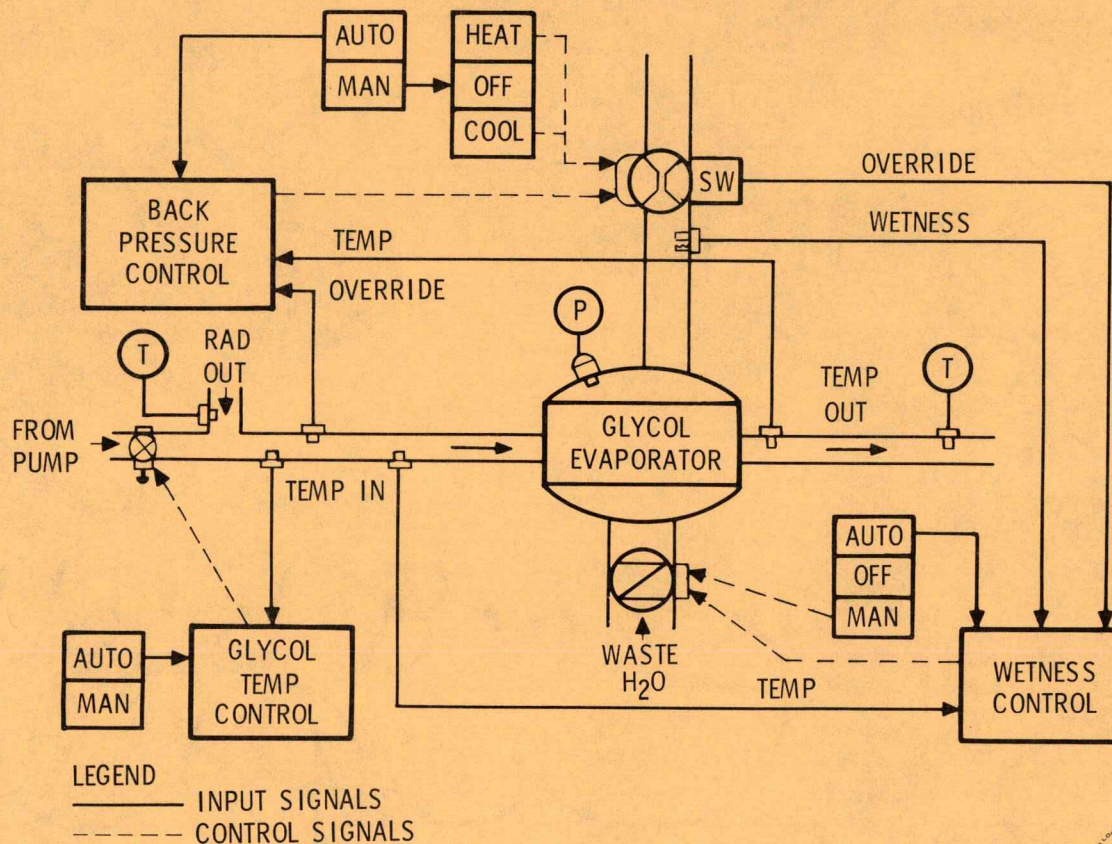 AUTO
MAN
HEAT
OFF
COOL
SW
OVERRIDE
WETNESS
BACK
PRESSURE
CONTROL
TEMP
OVERRIDE
P
T
RAD
OUT
FROM
PUMP
TEMP IN
GLYCOL
EVAPORATOR
TEMP
OUT
T
AUTO
OFF
MAN
WASTE
H2O
TEMP
WETNESS
CONTROL
AUTO
MAN
GLYCOL
TEMP
CONTROL
LEGEND
INPUT SIGNALS
CONTROL SIGNALS